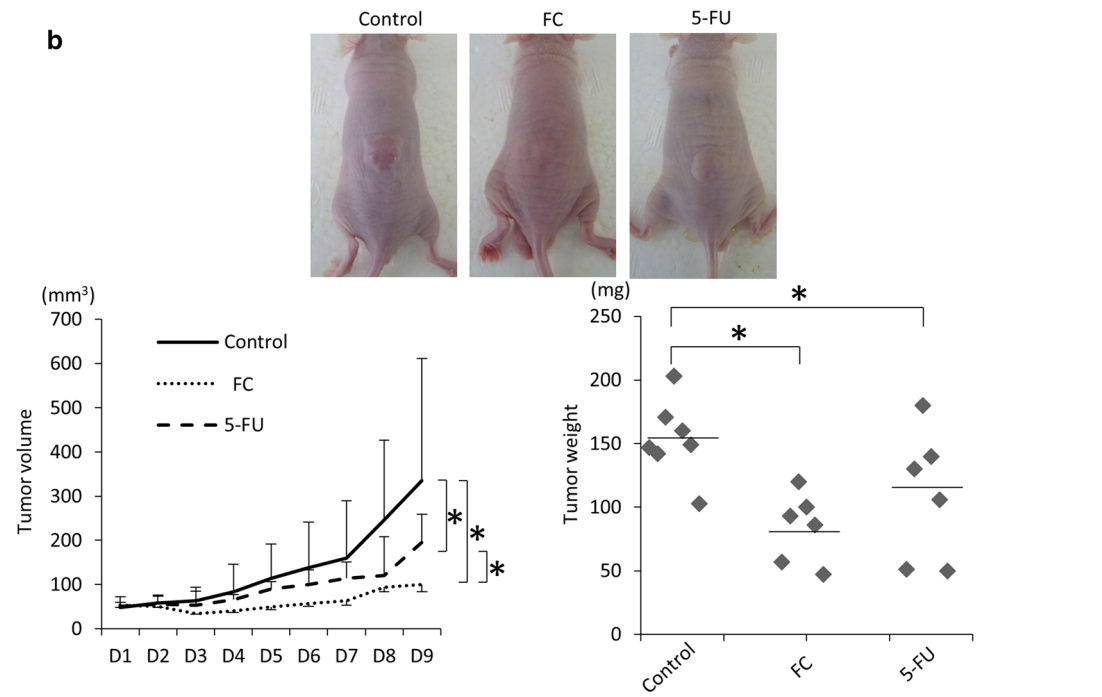 b
Control
FC
5-FU
(mm³)
Tumor volume
700
600
500
400
300
200
100
0
Control
FC
5-FU
*
*
*
D1 D2 D3 D4 D5 D6 D7 D8 D9
(mg)
Tumor weight
250
200
150
100
50
0
*
*
Control
FC
5-FU